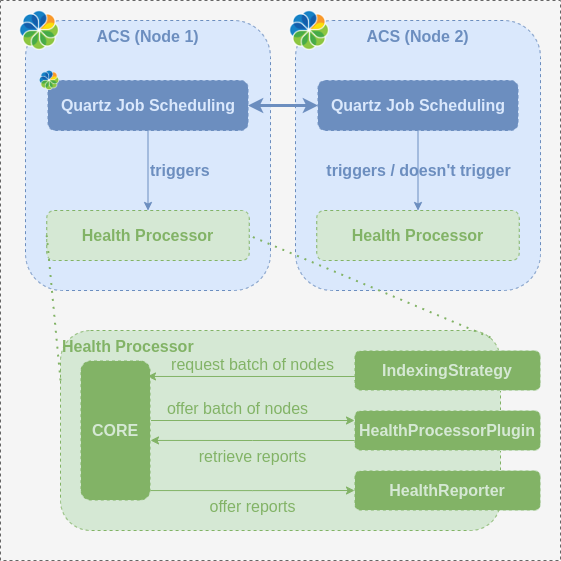 ACS (Node 1)
ACS (Node 2)
Quartz Job Scheduling
Quartz Job Scheduling
triggers
triggers / doesn't trigger
Health Processor
Health Processor
Health Processor
request batch of nodes
IndexingStrategy
CORE
offer batch of nodes
HealthProcessorPlugin
retrieve reports
HealthReporter
offer reports